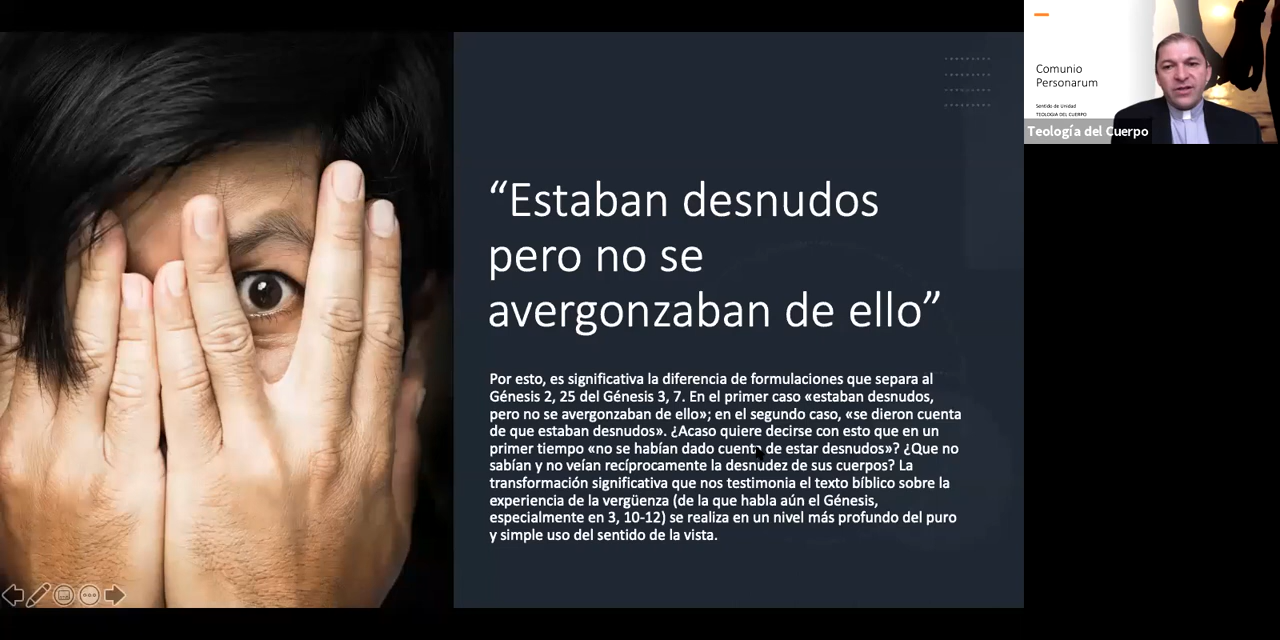 “Estaban desnudos
pero no se
avergonzaban de ello”
Por esto, es significativa la diferencia de formulaciones que separa al
Génesis 2, 25 del Génesis 3, 7. En el primer caso «estaban desnudos,
pero no se avergonzaban de ello»; en el segundo caso, «se dieron cuenta
de que estaban desnudos». ¿Acaso quiere decirse con esto que en un
primer tiempo «no se habían dado cuenta de estar desnudos»? ¿Que no
sabían y no veían recíprocamente la desnudez de sus cuerpos? La
transformación significativa que nos testimonia el texto bíblico sobre la
experiencia de la vergüenza (de la que habla aún el Génesis,
especialmente en 3, 10-12) se realiza en un nivel más profundo del puro
y simple uso del sentido de la vista.
Comunio
Personarum
Sentido de Unidad
TEOLOGIA DEL CUERPO
Teología del Cuerpo